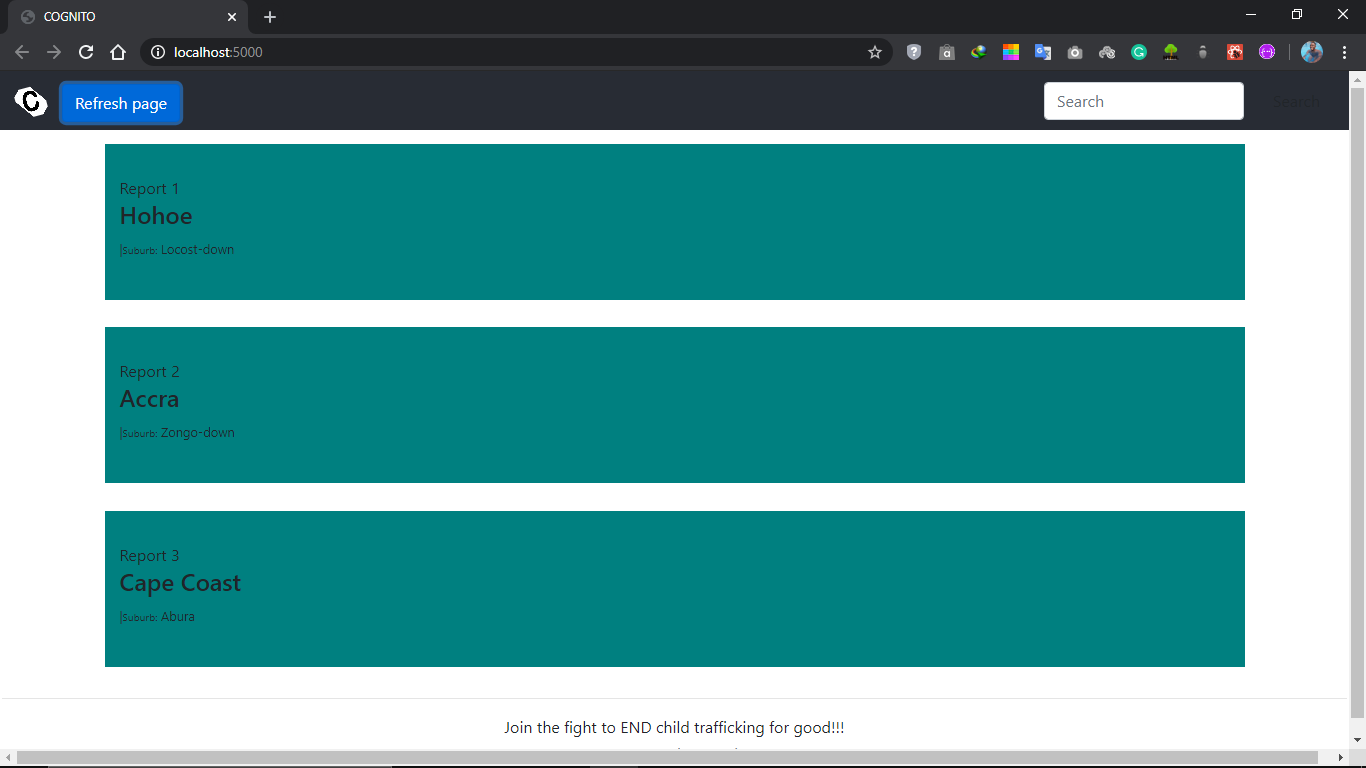 COGNITO
localhost:5000
C
Refresh page
Search
Search
Report 1
Hohoe
|Suburb: Locost-down
Report 2
Accra
|Suburb: Zongo-down
Report 3
Cape Coast
|Suburb: Abura
Join the fight to END child trafficking for good!!!